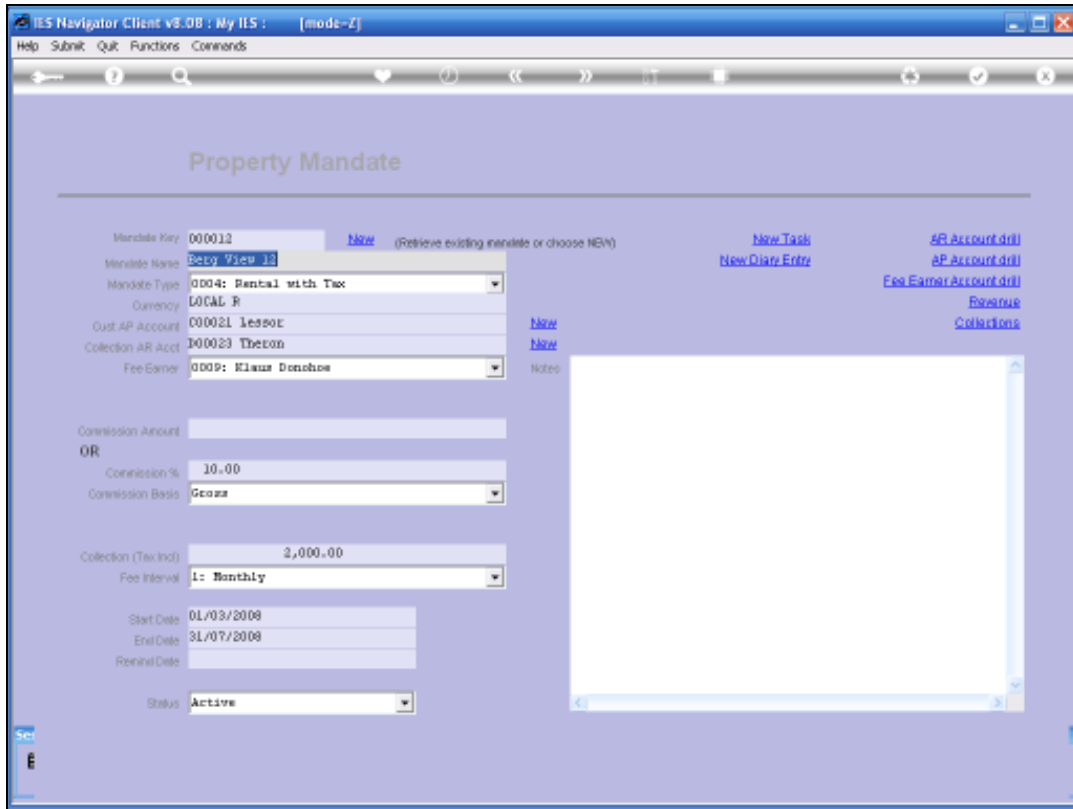 IES Navigator Client v8.08 : My IES : [mode=Z]
Help Submit Quit Functions Commands
Property Mandate
Mandate Key 000012 New (Retrieve existing mandate or choose NEW) New Task AR Account drill
Mandate Name Berg View 12 New Diary Entry AP Account drill
Mandate Type 0004: Rental with Tax Fee Earner Account drill
Currency LOCAL R Revenue
Cust AP Account C00021 Lessor New Collections
Collection AR Acct D00023 Theron New
Fee Earner 0009: Klaus Donohoe Notes
Commission Amount
OR
Commission % 10.00
Commission Basis Gross
Collection (Tax Incl) 2,000.00
Fee Interval 1: Monthly
Start Date 01/03/2008
End Date 31/07/2008
Remind Date
Status Active